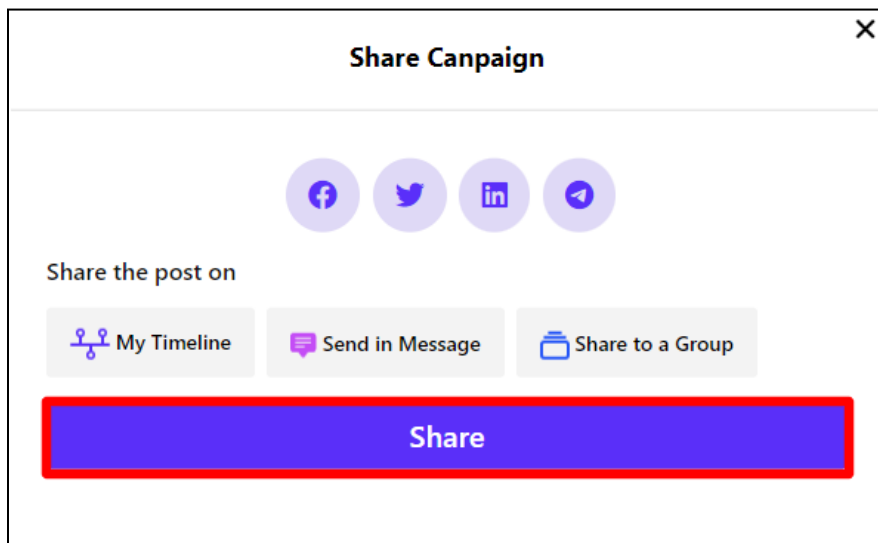 Share Canpaign
Share the post on
My Timeline
Send in Message
Share to a Group
Share